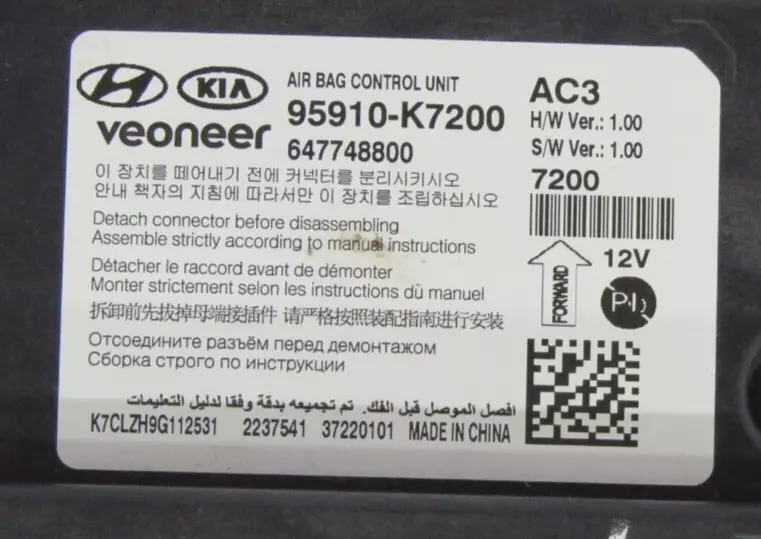 KIA
AIR BAG CONTROL UNIT
95910-K7200
veoneer
647748800
AC3
H/W Ver.: 1.00
S/W Ver.: 1.00
7200
이 장치를 떼어내기 전에 커넥터를 분리시키시오
안내 책자의 지침에 따라서만 이 장치를 조립하십시오
Detach connector before disassembling
Assemble strictly according to manual instructions
Détacher le raccord avant de démonter
Monter strictement selon les instructions dû manuel
拆卸前先拔掉母端接插件 请严格按照装配指南进行安装
Отсоедините разъём перед демонтажом
Сборка строго по инструкции
افصل الموصل قبل الفك. تم تجميعه بدقة وفقا لدليل التعليمات
12V
FORWARD
K7CLZH9G112531 2237541 37220101 MADE IN CHINA